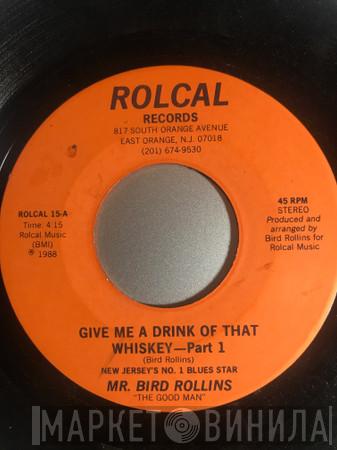 ROLCAL
RECORDS
817 SOUTH ORANGE AVENUE
EAST ORANGE, N.J. 07018
(201) 674-9530
ROLCAL 15-A
Time: 4:15
Rolcal Music
(BMI)
℗ 1988
45 RPM
STEREO
Produced and
arranged by
Bird Rollins for
Rolcal Music
GIVE ME A DRINK OF THAT
WHISKEY—Part 1
(Bird Rollins)
NEW JERSEY'S NO. 1 BLUES STAR
MR. BIRD ROLLINS
"THE GOOD MAN"
МАРКЕТ ВИНИЛА